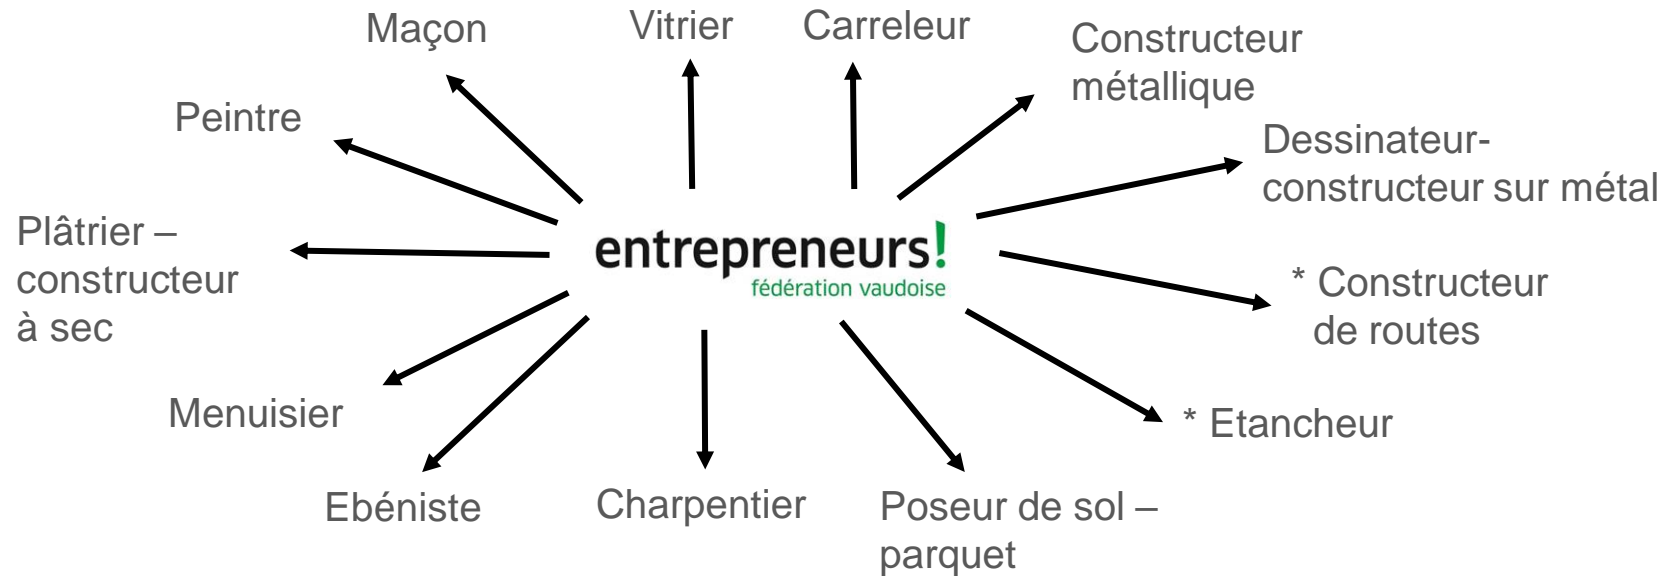 Maçon
Vitrier
Carreleur
Constructeur
métallique
Peintre
Dessinateur-
constructeur sur métal
Plâtrier –
constructeur
à sec
entrepreneurs!
fédération vaudoise
* Constructeur
de routes
Menuisier
* Etancheur
Ebéniste
Charpentier
Poseur de sol –
parquet